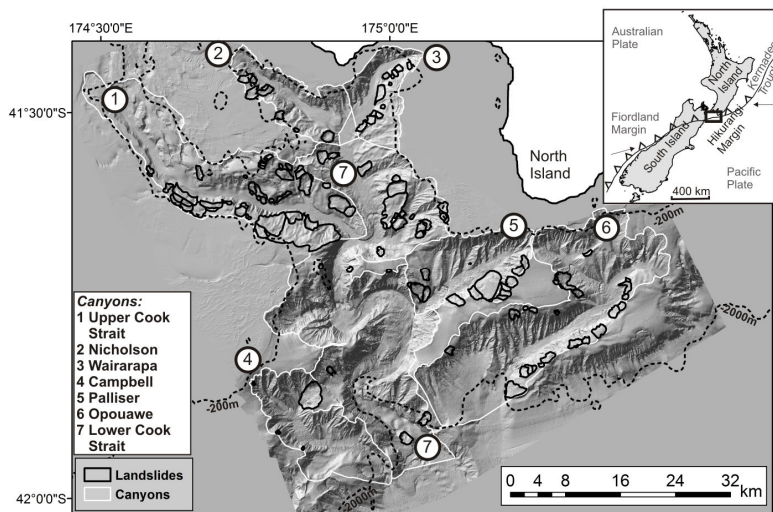 174°30'0"E
175°0'0"E
41°30'0"S
42°0'0"S
2
3
1
7
5
6
4
7
North
Island
-200m
-2000m
-200m
-2000m
Australian
Plate
North
Island
Kermadec
Trough
Fiordland
Margin
South Island
Hikurangi
Margin
Pacific
Plate
400 km
Canyons:
1 Upper Cook
Strait
2 Nicholson
3 Wairarapa
4 Campbell
5 Palliser
6 Opouawe
7 Lower Cook
Strait
Landslides
Canyons
0 4 8 16 24 32
km